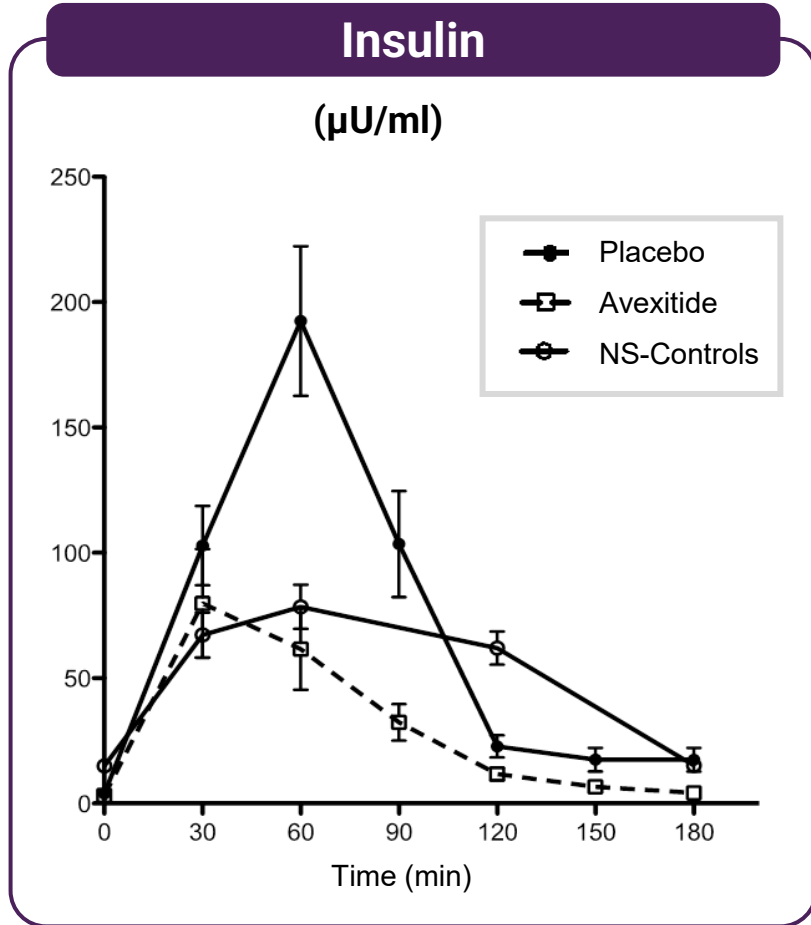 Insulin
(µU/ml)
250
200
150
100
50
0
Placebo
Avexitide
NS-Controls
0 30 60 90 120 150 180
Time (min)